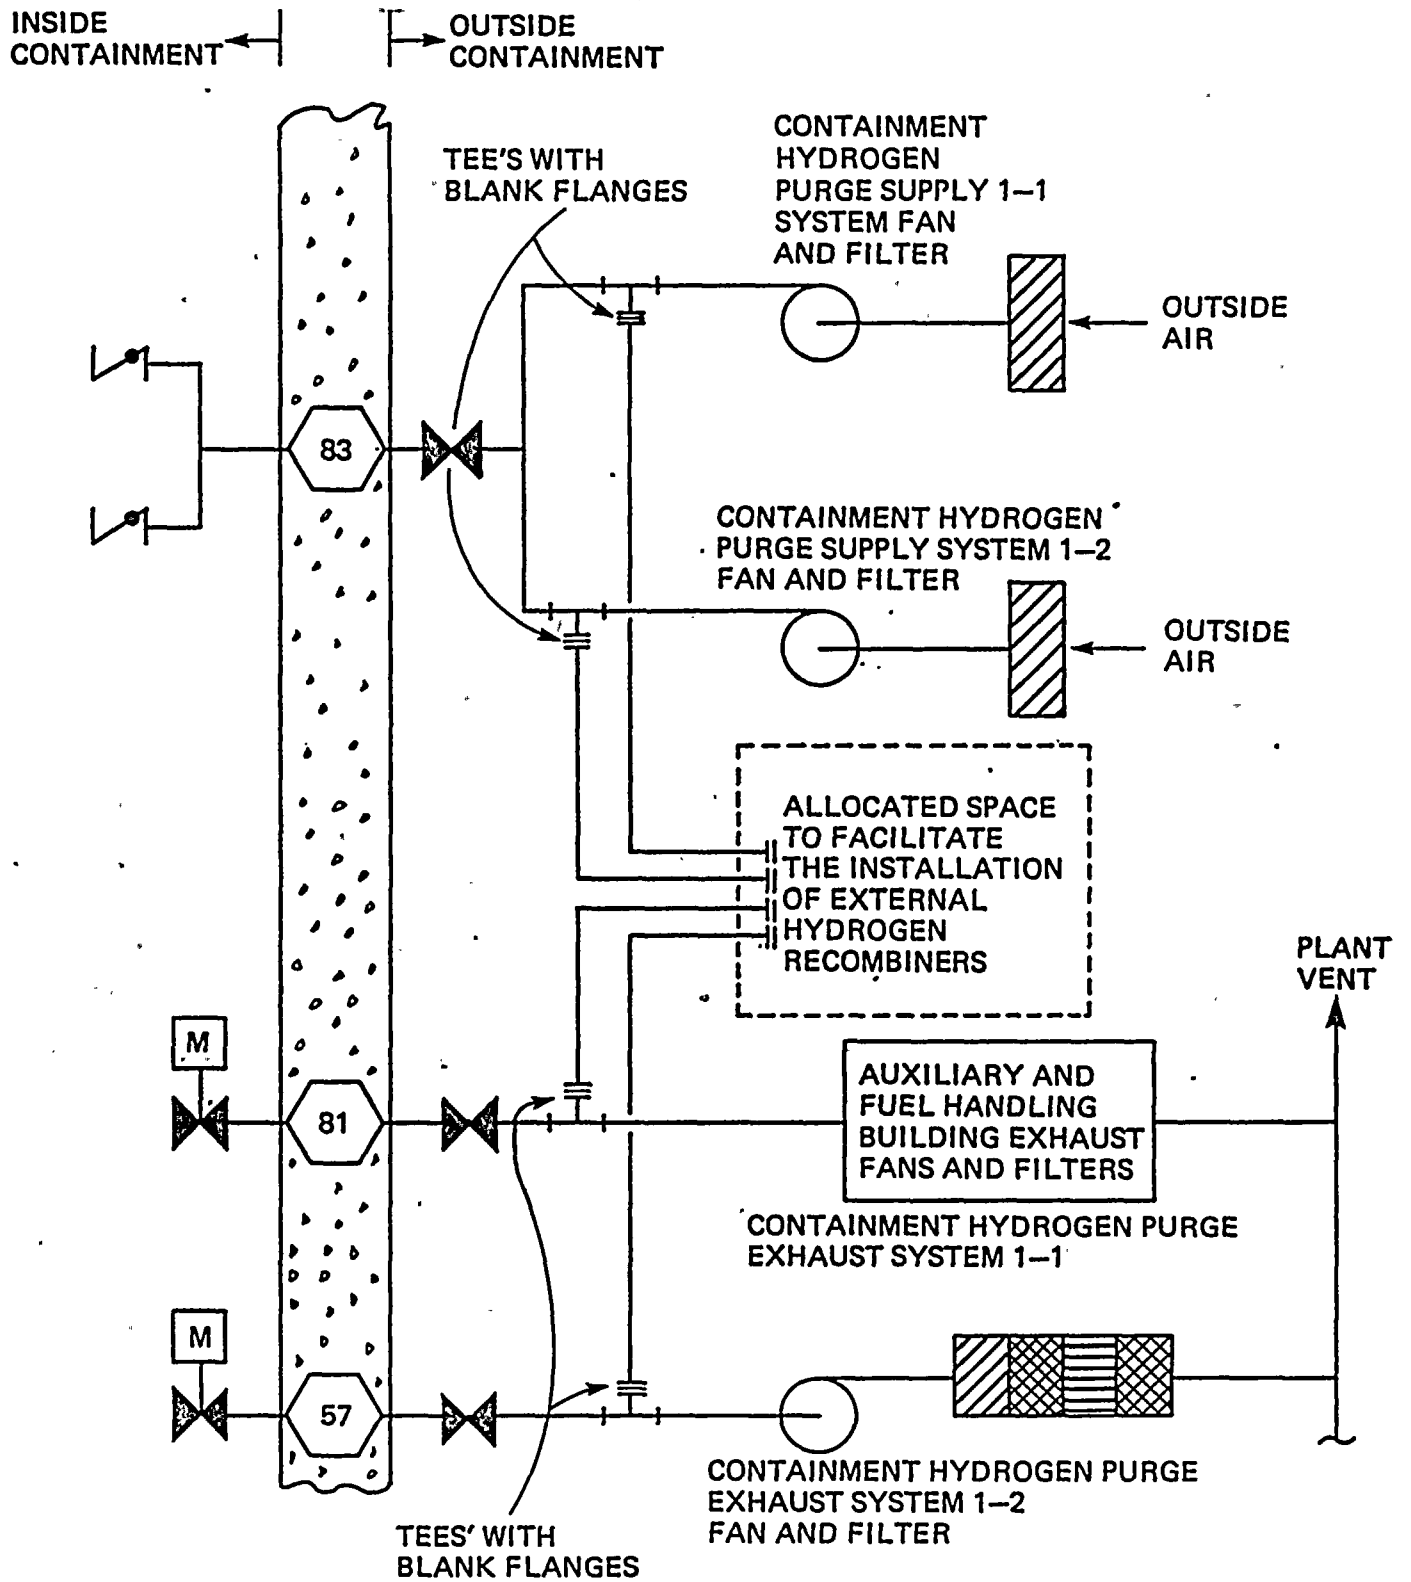 INSIDE
CONTAINMENT
OUTSIDE
CONTAINMENT
TEE'S WITH
BLANK FLANGES
CONTAINMENT
HYDROGEN
PURGE SUPPLY 1–1
SYSTEM FAN
AND FILTER
OUTSIDE
AIR
83
CONTAINMENT HYDROGEN
PURGE SUPPLY SYSTEM 1–2
FAN AND FILTER
OUTSIDE
AIR
ALLOCATED SPACE
TO FACILITATE
THE INSTALLATION
OF EXTERNAL
HYDROGEN
RECOMBINERS
PLANT
VENT
M
81
AUXILIARY AND
FUEL HANDLING
BUILDING EXHAUST
FANS AND FILTERS
CONTAINMENT HYDROGEN PURGE
EXHAUST SYSTEM 1–1
M
57
CONTAINMENT HYDROGEN PURGE
EXHAUST SYSTEM 1–2
FAN AND FILTER
TEES' WITH
BLANK FLANGES